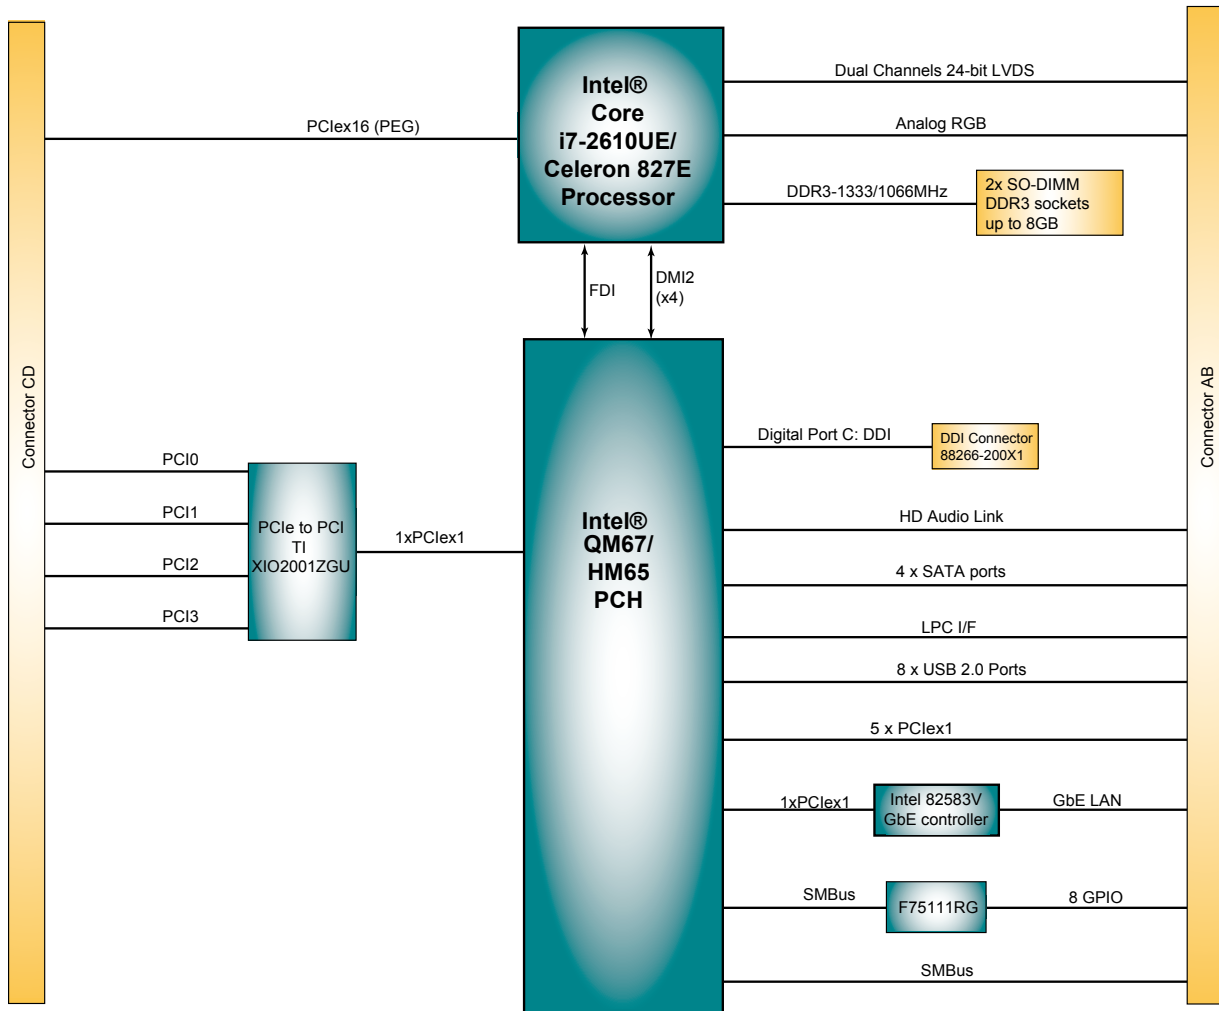 Connector CD
PCIex16 (PEG)
Intel®
Core
i7-2610UE/
Celeron 827E
Processor
Dual Channels 24-bit LVDS
Analog RGB
DDR3-1333/1066MHz
2x SO-DIMM
DDR3 sockets
up to 8GB
FDI
DMI2
(x4)
PCI0
PCI1
PCI2
PCI3
PCIe to PCI
TI
XIO2001ZGU
1xPCIex1
Intel®
QM67/
HM65
PCH
Digital Port C: DDI
DDI Connector
88266-200X1
HD Audio Link
4 x SATA ports
LPC I/F
8 x USB 2.0 Ports
5 x PCIex1
1xPCIex1
Intel 82583V
GbE controller
GbE LAN
SMBus
F75111RG
8 GPIO
SMBus
Connector AB